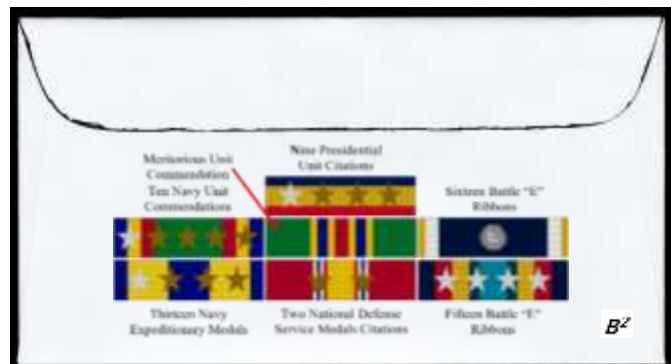 Meritorious Unit
Commendation
Ten Navy Unit
Commendations
Nine Presidential
Unit Citations
Sixteen Battle "E"
Ribbons
Thirteen Navy
Expeditionary Medals
Two National Defense
Service Medals Citations
Fifteen Battle "E"
Ribbons
B²